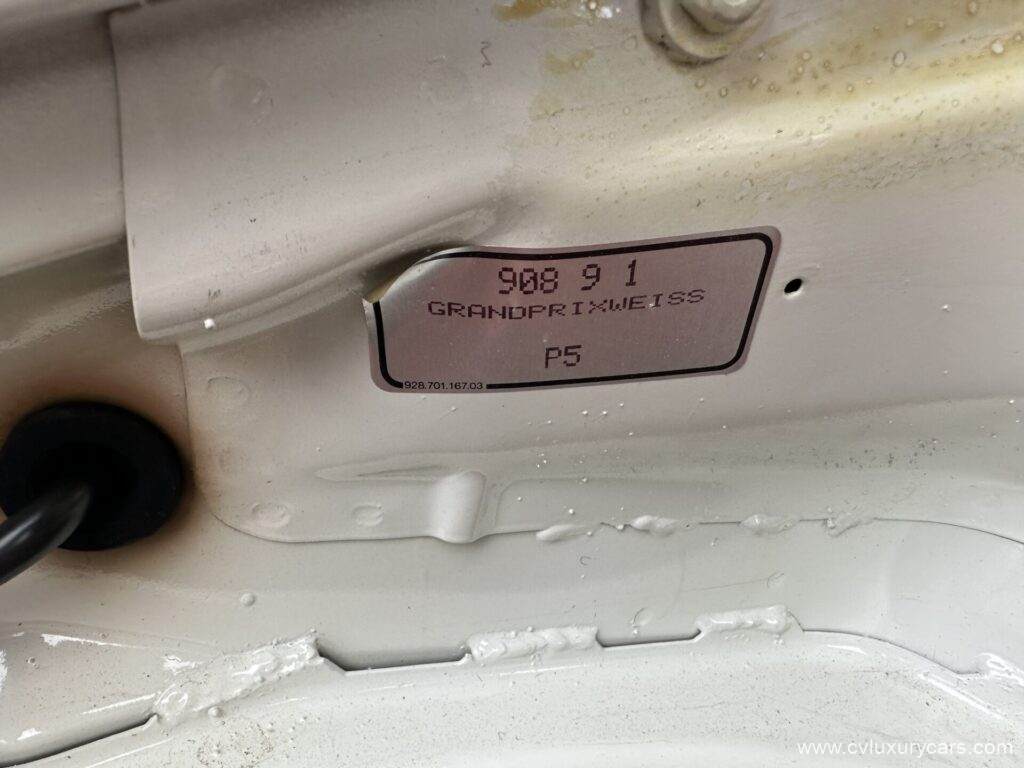 908 9 1
GRANDPRIXWEISS
P5
928.701.167.03
www.cvluxurycars.com